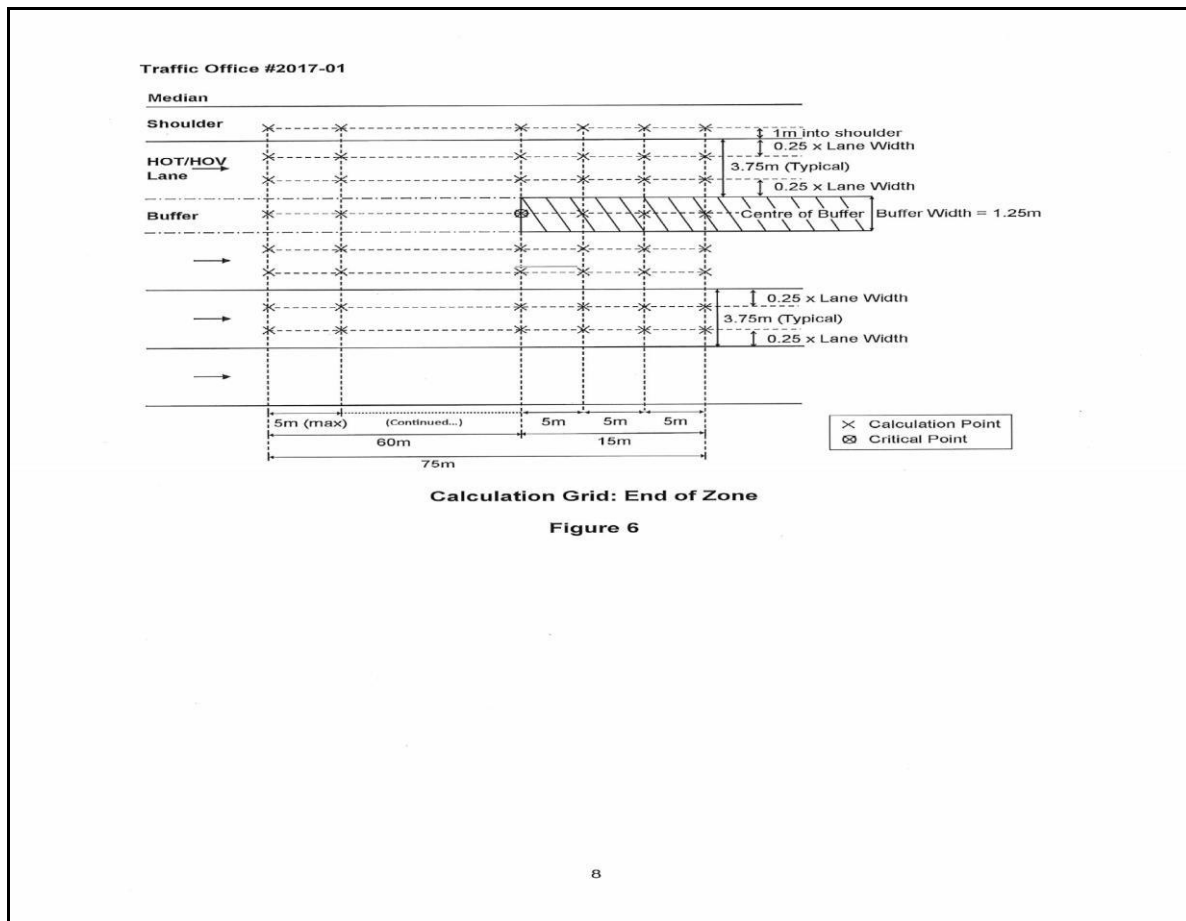 Traffic Office #2017-01
Median
Shoulder
1m into shoulder
0.25 x Lane Width
HOT/HOV
Lane
3.75m (Typical)
0.25 x Lane Width
Buffer
Centre of Buffer
Buffer Width = 1.25m
0.25 x Lane Width
3.75m (Typical)
0.25 x Lane Width
5m (max)
(Continued...)
5m
5m
5m
60m
15m
75m
Calculation Point
Critical Point
Calculation Grid: End of Zone
Figure 6
8